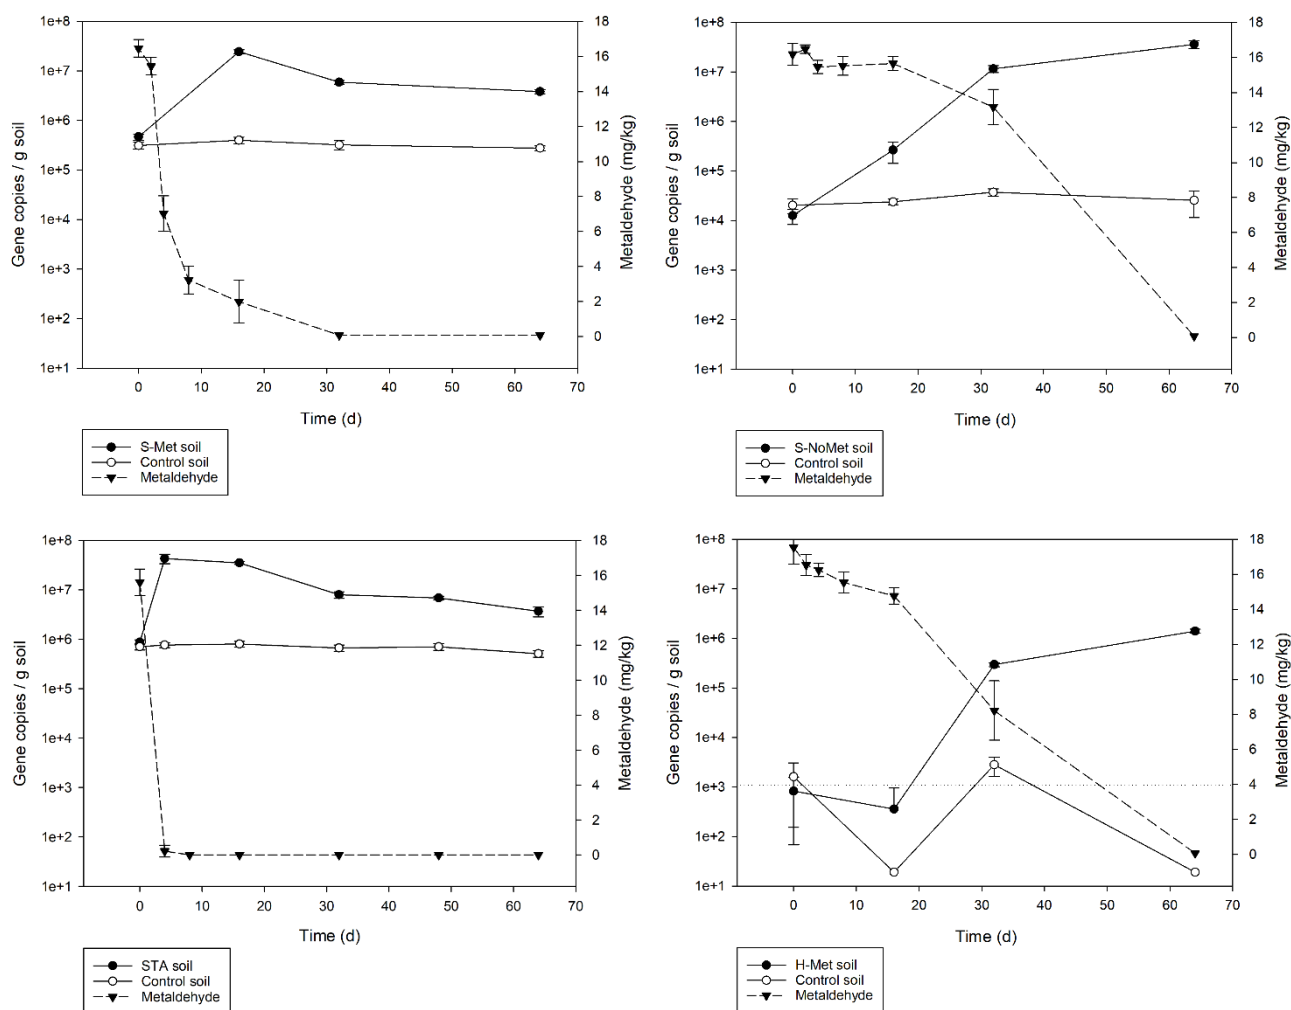 1e+8
1e+7
1e+6
1e+5
1e+4
1e+3
1e+2
1e+1
Gene copies / g soil
18
16
14
12
10
8
6
4
2
0
Metaldehyde (mg/kg)
0 10 20 30 40 50 60 70
Time (d)
S-Met soil
Control soil
Metaldehyde
1e+8
1e+7
1e+6
1e+5
1e+4
1e+3
1e+2
1e+1
Gene copies / g soil
18
16
14
12
10
8
6
4
2
0
Metaldehyde (mg/kg)
0 10 20 30 40 50 60 70
Time (d)
S-NoMet soil
Control soil
Metaldehyde
1e+8
1e+7
1e+6
1e+5
1e+4
1e+3
1e+2
1e+1
Gene copies / g soil
18
16
14
12
10
8
6
4
2
0
Metaldehyde (mg/kg)
0 10 20 30 40 50 60 70
Time (d)
STA soil
Control soil
Metaldehyde
1e+8
1e+7
1e+6
1e+5
1e+4
1e+3
1e+2
1e+1
Gene copies / g soil
18
16
14
12
10
8
6
4
2
0
Metaldehyde (mg/kg)
0 10 20 30 40 50 60 70
Time (d)
H-Met soil
Control soil
Metaldehyde